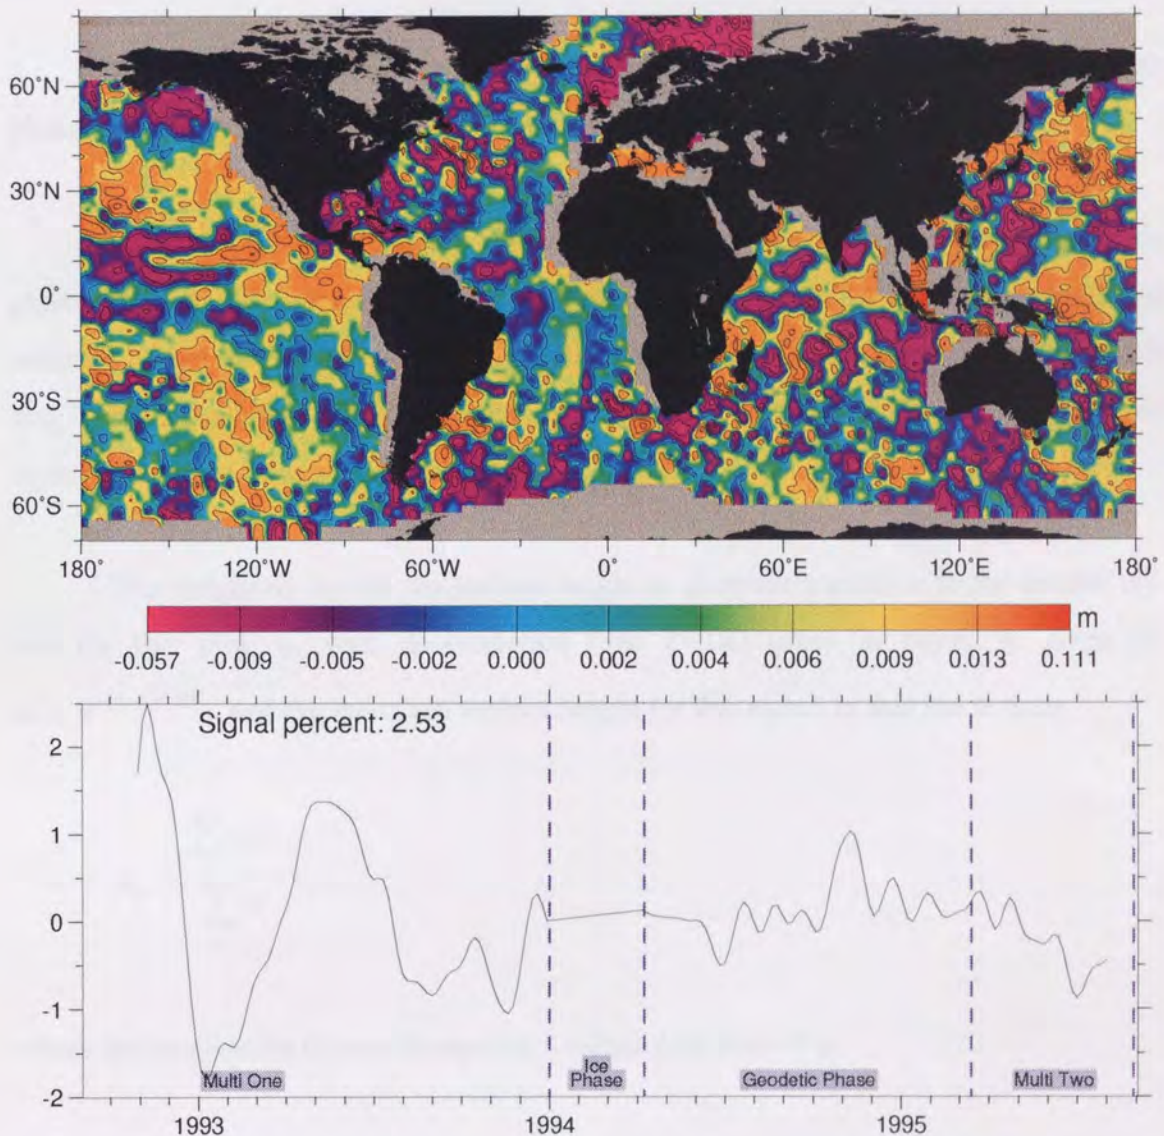 60°N
30°N
0°
30°S
60°S
180° 120°W 60°W 0° 60°E 120°E 180°
m
-0.057 -0.009 -0.005 -0.002 0.000 0.002 0.004 0.006 0.009 0.013 0.111
Signal percent: 2.53
2
1
0
-1
-2
Multi One
Ice
Phase
Geodetic Phase
Multi Two
1993 1994 1995